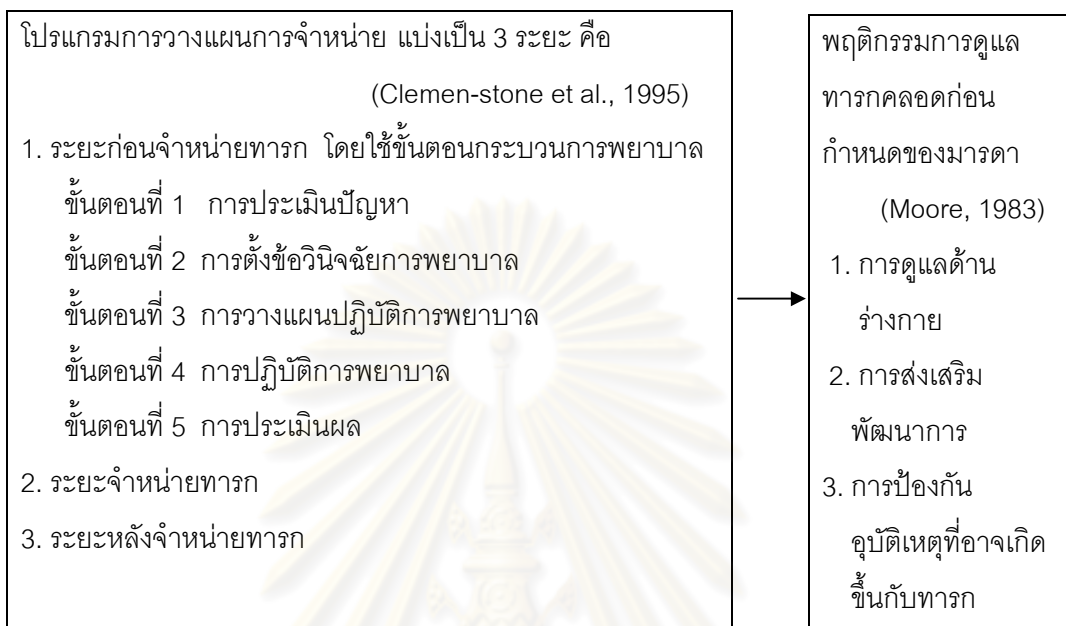 โปรแกรมการวางแผนการจำหน่าย แบ่งเป็น 3 ระยะ คือ
(Clemen-stone et al., 1995)
1. ระยะก่อนจำหน่ายทารก โดยใช้ขั้นตอนกระบวนการพยาบาล
ขั้นตอนที่ 1 การประเมินปัญหา
ขั้นตอนที่ 2 การตั้งข้อวินิจฉัยการพยาบาล
ขั้นตอนที่ 3 การวางแผนปฏิบัติการพยาบาล
ขั้นตอนที่ 4 การปฏิบัติการพยาบาล
ขั้นตอนที่ 5 การประเมินผล
2. ระยะจำหน่ายทารก
3. ระยะหลังจำหน่ายทารก
พฤติกรรมการดูแล
ทารกคลอดก่อน
กำหนดของมารดา
(Moore, 1983)
1. การดูแลด้าน
ร่างกาย
2. การส่งเสริม
พัฒนาการ
3. การป้องกัน
อุบัติเหตุที่อาจเกิด
ขึ้นกับทารก